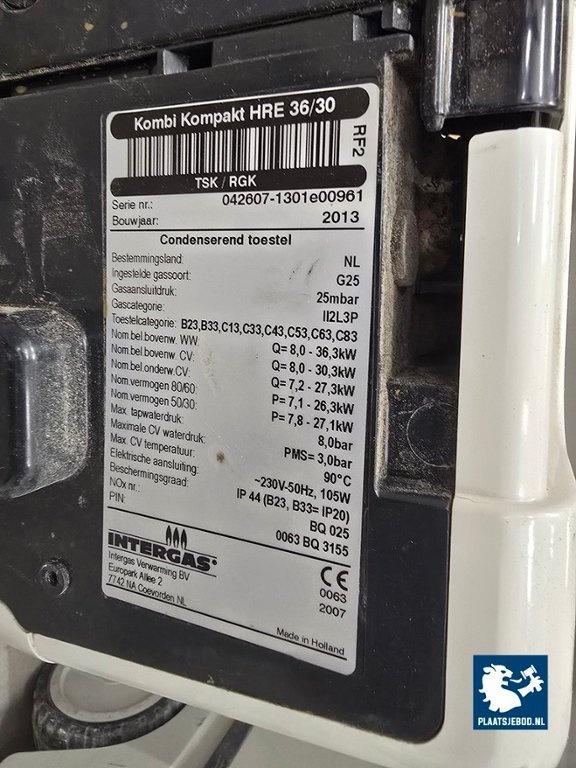 Kombi Kompakt HRE 36/30
RF2
TSK / RGK
Serie nr.: 042607-1301e00961
Bouwjaar: 2013
Condenserend toestel
Bestemmingsland: NL
Ingestelde gassoort: G25
Gasaansluitdruk: 25mbar
Gascategorie: II2L3P
Toestelcategorie: B23,B33,C13,C33,C43,C53,C63,C83
Nom.bel.bovenw. WW: Q= 8,0 - 36,3kW
Nom.bel.bovenw. CV: Q= 8,0 - 30,3kW
Nom.bel.onderw. CV: Q= 7,2 - 27,3kW
Nom.vermogen 80/60: P= 7,1 - 26,3kW
Nom.vermogen 50/30: P= 7,8 - 27,1kW
Max. tapwaterdruk: 8,0bar
Maximale CV waterdruk: PMS= 3,0bar
Max. CV temperatuur: 90°C
Elektrische aansluiting: ~230V-50Hz, 105W
Beschermingsgraad: IP 44 (B23, B33= IP20)
NOx nr.: BQ 025
PIN: 0063 BQ 3155
INTERGAS
Intergas Verwarming BV
Europark Allee 2
7742 NA Coevorden NL
CE
0063
2007
Made in Holland
PLAATSJEBOD.NL